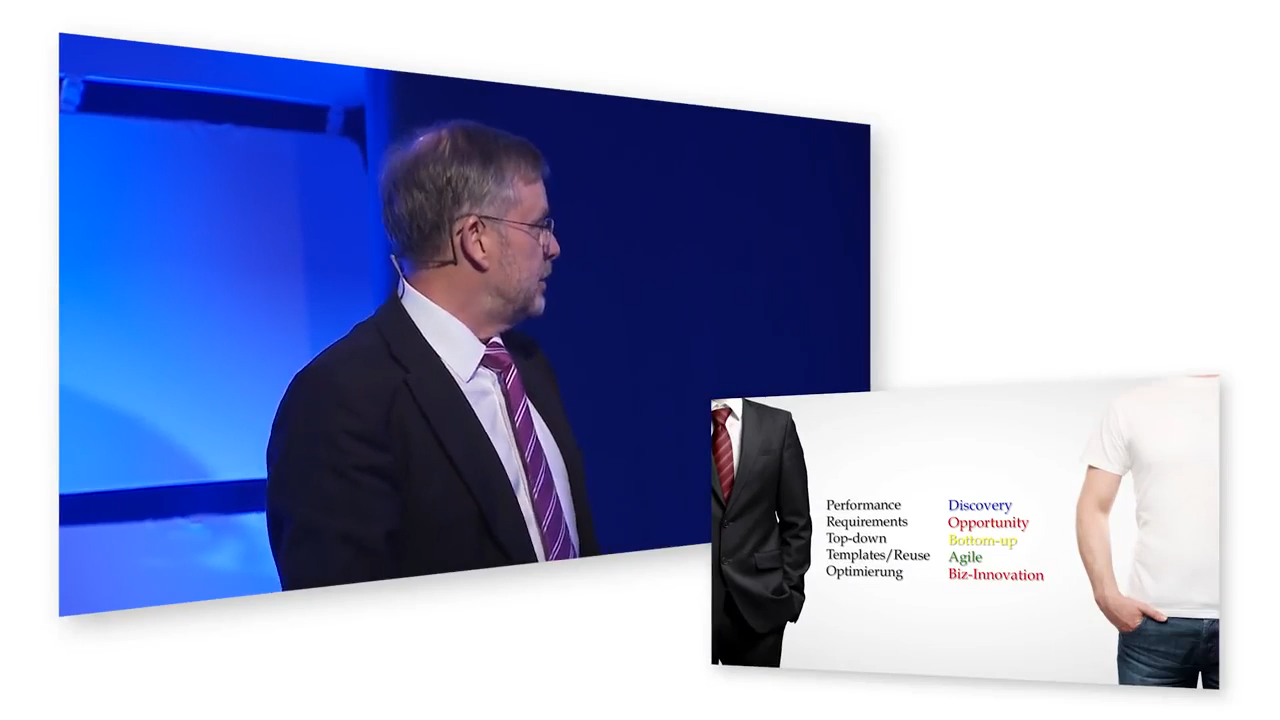 Performance
Requirements
Top-down
Templates/Reuse
Optimierung
Discovery
Opportunity
Bottom-up
Agile
Biz-Innovation